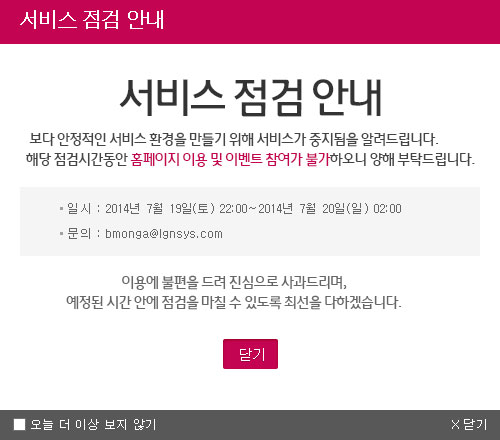 서비스 점검 안내
서비스 점검 안내
보다 안정적인 서비스 환경을 만들기 위해 서비스가 중지됨을 알려드립니다.
해당 점검시간동안 홈페이지 이용 및 이벤트 참여가 불가하오니 양해 부탁드립니다.
• 일시 : 2014년 7월 19일(토) 22:00~2014년 7월 20일(일) 02:00
• 문의 : bmonga@lgnsys.com
이용에 불편을 드려 진심으로 사과드리며,
예정된 시간 안에 점검을 마칠 수 있도록 최선을 다하겠습니다.
닫기
오늘 더 이상 보지 않기 X 닫기